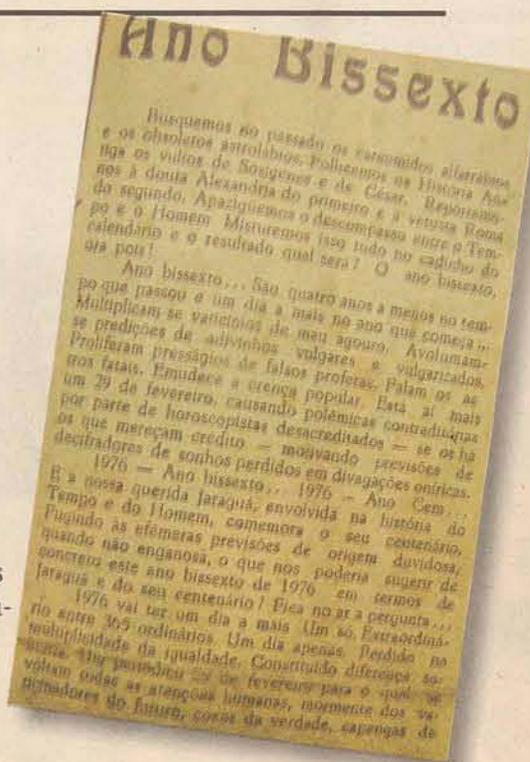 Ano Bissexto
Busquemos no passado os carcomidos alfarrábios
e os obsoletos astrolábios. Polhermos na História An-
tiga os vultos de Sosígenes e de César. Reportemo-
nos à douta Alexandria do primeiro e à vetusta Roma
do segundo. Apaziguemos o descompasso entre o Tem-
po e o Homem Misturemos isso tudo no cadinho do
calendário e o resultado qual será? O ano bissexto,
ora pois!
Ano bissexto... São quatro anos a menos no tem-
po que passou e um dia a mais no ano que começa...
Multiplicam se vaticínios de mau agouro. Avolumam-
se predições de adivinhos vulgares e vulgarizados.
Proliferam presságios de falsos profetas. Falam os as
tros fatais. Emudece a crença popular. Está aí mais
um 29 de fevereiro, causando polêmicas contraditórias
por parte de horoscopistas desacreditados — se os há
os que mereçam crédito — motivando previsões de
decifradores de sonhos perdidos em divagações oníricas.
1976 — Ano bissexto... 1976 — Ano Cem...
E a nossa querida Jaraguá, envolvida na história do
Tempo e do Homem, comemora o seu centenário.
Fugindo às efêmeras previsões de origem duvidosa,
quando não enganosa, o que nos poderia sugerir de
concreto este ano bissexto de 1976 em termos de
Jaraguá e do seu centenário? Fica no ar a pergunta...
1976 vai ter um dia a mais Um só. Extraordiná-
rio entre 365 ordinários. Um dia apenas. Perdido na
multiplicidade da igualdade. Constituído diferença so-
Um periódico 29 de fevereiro para o qual se
voltam todas as atenções humanas, mormente dos va-
ticinadores do futuro, coxos da verdade, capengas de
s
-